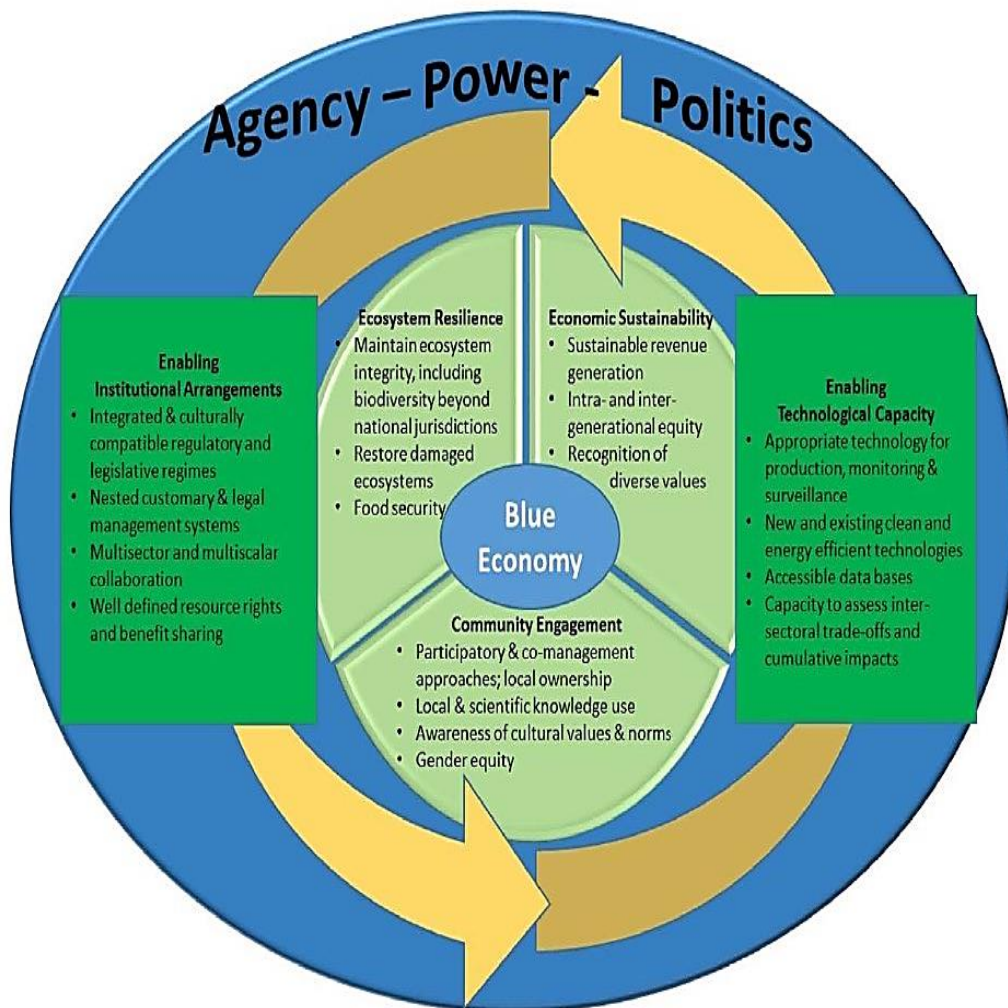 Agency – Power - Politics
Enabling
Institutional Arrangements
• Integrated & culturally
compatible regulatory and
legislative regimes
• Nested customary & legal
management systems
• Multisector and multiscalar
collaboration
• Well defined resource rights
and benefit sharing
Ecosystem Resilience
• Maintain ecosystem
integrity, including
biodiversity beyond
national jurisdictions
• Restore damaged
ecosystems
• Food security
Economic Sustainability
• Sustainable revenue
generation
• Intra- and inter-
generational equity
• Recognition of
diverse values
Blue
Economy
Community Engagement
• Participatory & co-management
approaches; local ownership
• Local & scientific knowledge use
• Awareness of cultural values & norms
• Gender equity
Enabling
Technological Capacity
• Appropriate technology for
production, monitoring &
surveillance
• New and existing clean and
energy efficient technologies
• Accessible data bases
• Capacity to assess inter-
sectoral trade-offs and
cumulative impacts